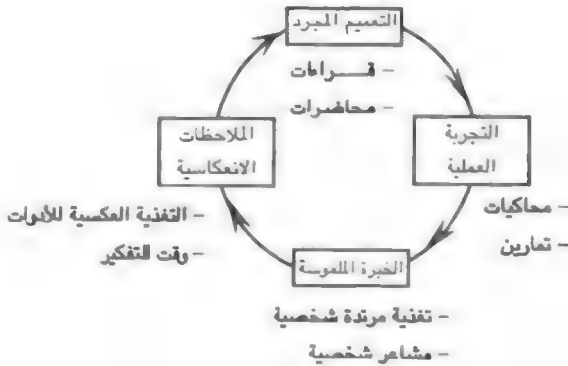 التعميم المجرد
– قـــراءات
– محاضرات
التجربة
العملية
– محاكيات
– تمارين
الملاحظات
الانعكاسية
– التغذية العكسية للأدوات
– وقت التفكير
الخبرة الملموسة
– تغذية مرتدة شخصية
– مشاعر شخصية